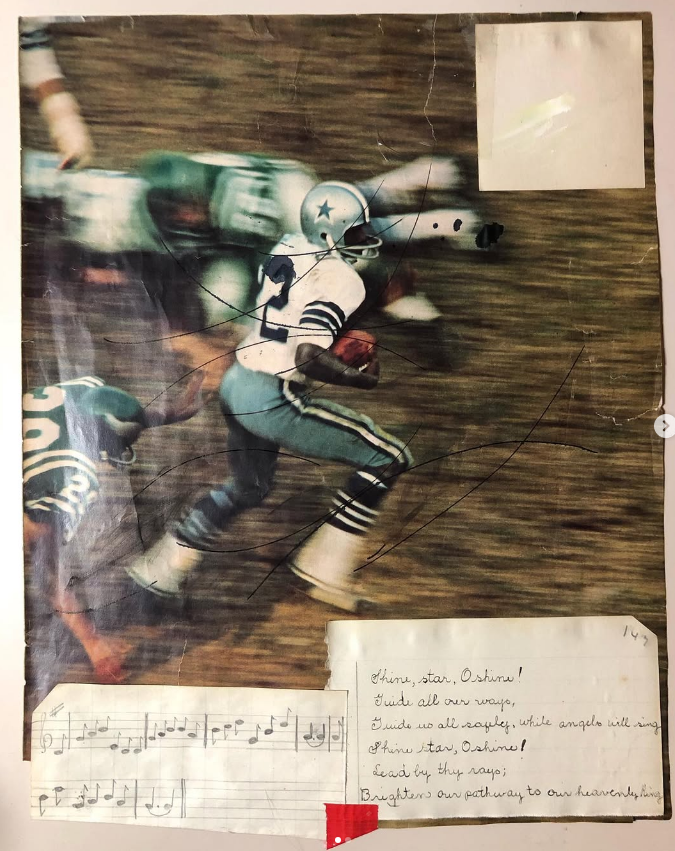 2
Shine, star, O shine!
Guide all our ways,
Guide us all safely, while angels will sing
Shine star, O shine!
Lead by thy rays;
Brighten our pathway to our heavenly King